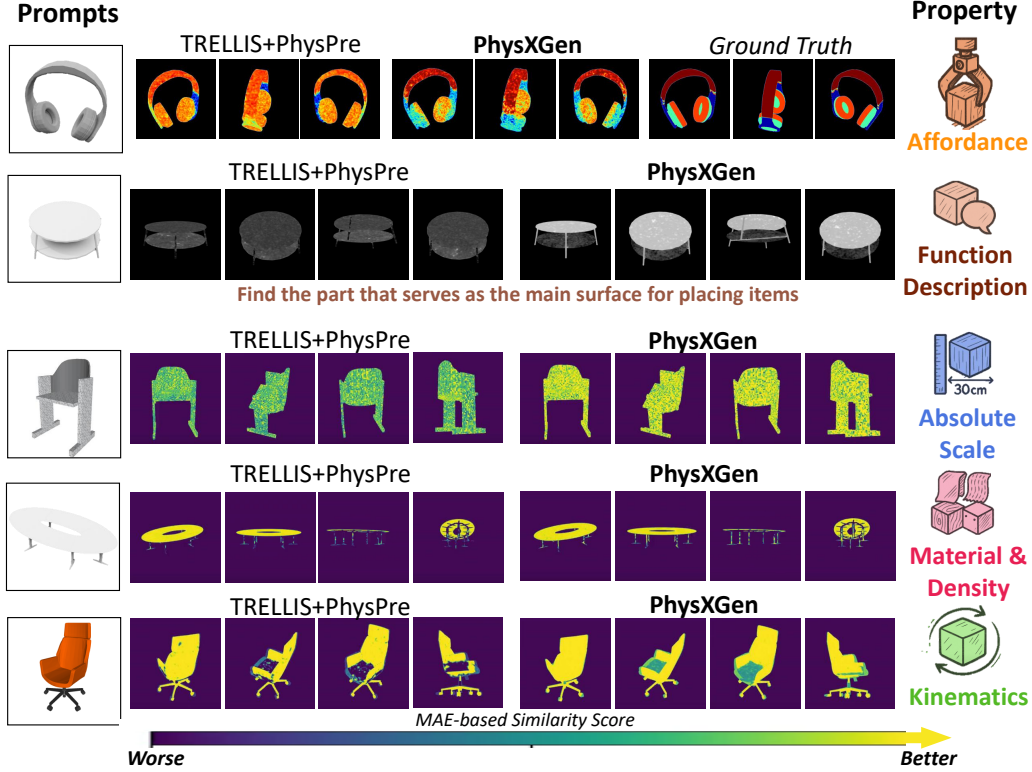 Prompts
Property
TRELLIS+PhysPre
PhysXGen
Ground Truth
Affordance
TRELLIS+PhysPre
PhysXGen
Function
Description
Find the part that serves as the main surface for placing items
TRELLIS+PhysPre
PhysXGen
30cm
Absolute
Scale
TRELLIS+PhysPre
PhysXGen
Material &
Density
TRELLIS+PhysPre
PhysXGen
Kinematics
MAE-based Similarity Score
Worse
Better